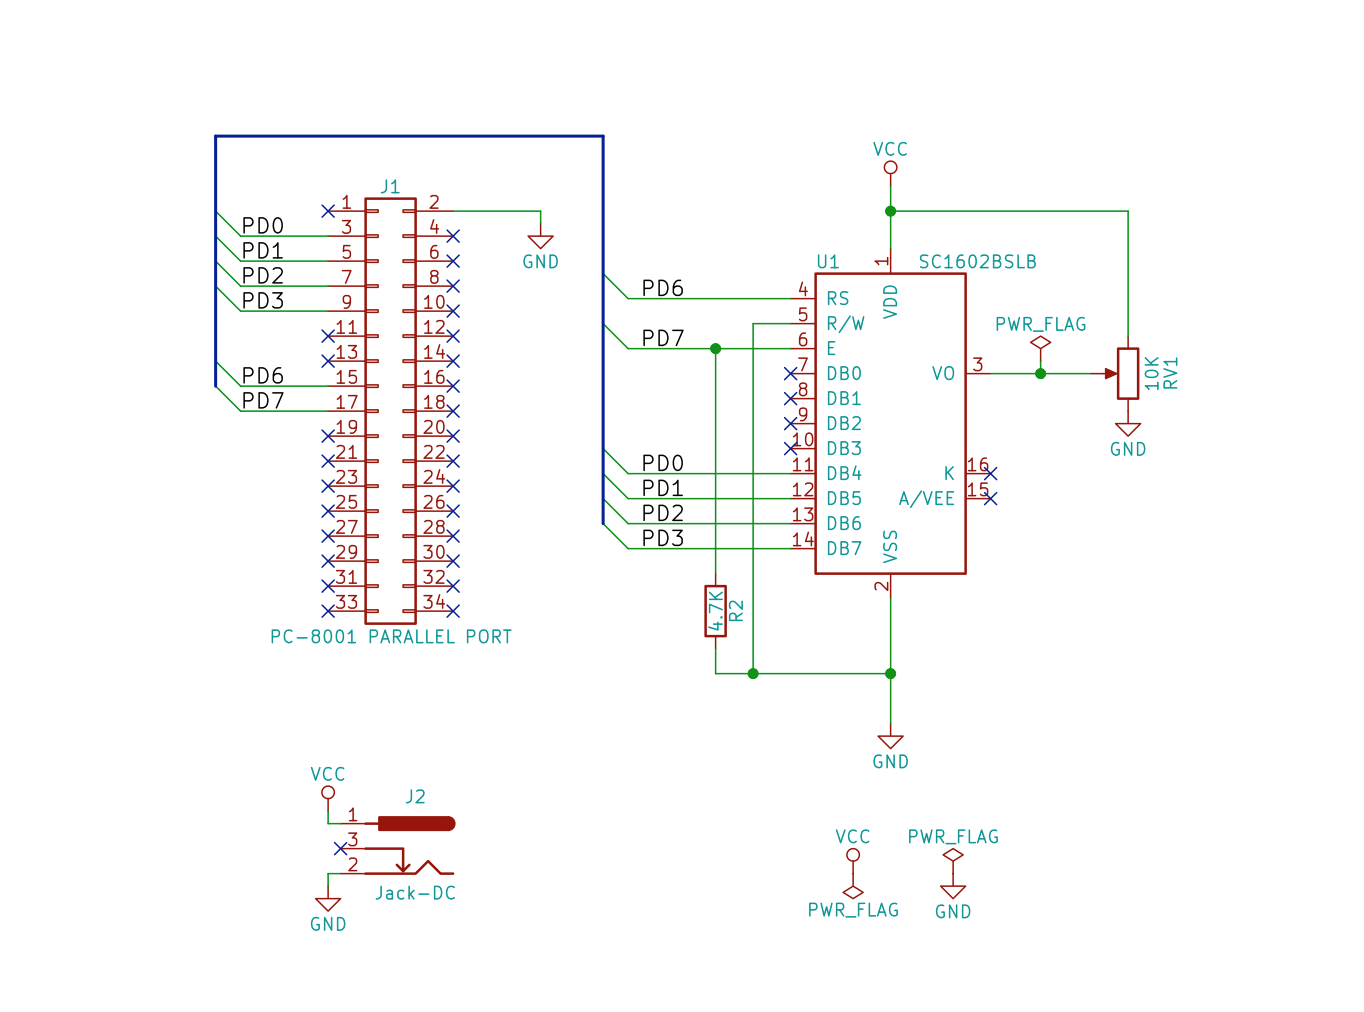 VCC
J1
1 2
PD0 3 4
PD1 5 6
GND
PD2 7 8
PD3 9 10
11 12
13 14
PD6 15 16
PD7 17 18
19 20
21 22
23 24
25 26
27 28
29 30
31 32
33 34
PC-8001 PARALLEL PORT
U1 1 SC1602BSLB
VDD
PD6 4 RS
5 R/W
PD7 6 E
7 DB0
8 DB1
9 DB2
10 DB3
PD0 11 DB4
PD1 12 DB5
PD2 13 DB6
PD3 14 DB7
PWR_FLAG
VO 3
10K
RV1
GND
K 16
A/VEE 15
VSS
2
4.7K
R2
GND
VCC
J2
1
3
2
Jack-DC
GND
VCC PWR_FLAG
PWR_FLAG GND